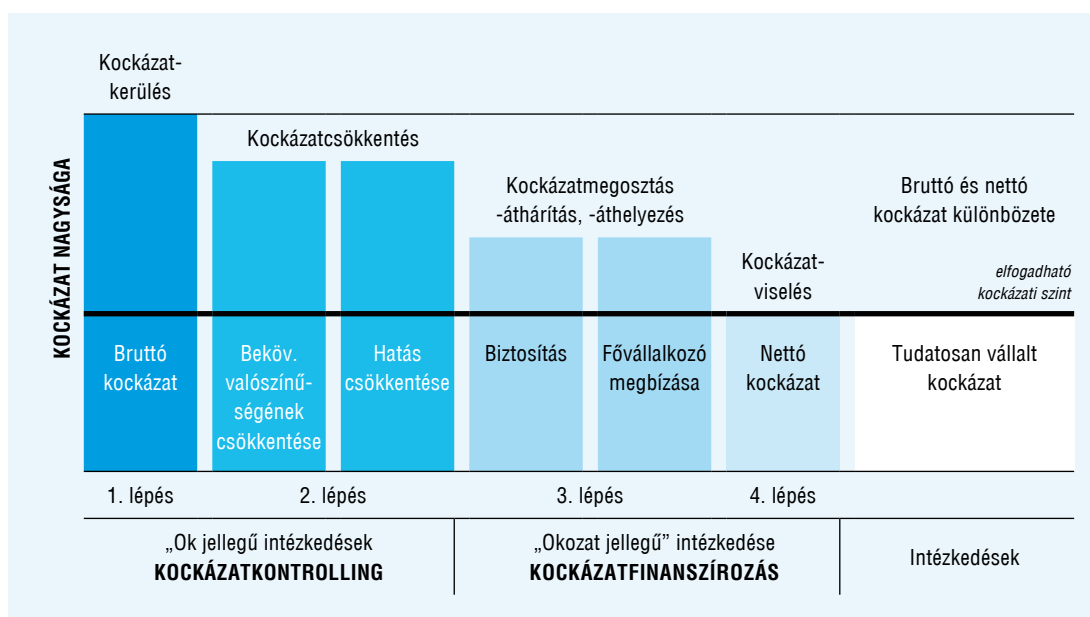 Kockázat-
kerülés
Kockázatcsökkentés
Kockázatmegosztás
-áthárítás, -áthelyezés
Bruttó és nettó
kockázat különbözete
Kockázat-
viselés
elfogadható
kockázati szint
KOCKÁZAT NAGYSÁGA
Bruttó
kockázat
Beköv.
valószínű-
ségének
csökkentése
Hatás
csökkentése
Biztosítás
Fővállalkozó
megbízása
Nettó
kockázat
Tudatosan vállalt
kockázat
1. lépés
2. lépés
3. lépés
4. lépés
„Ok jellegű intézkedések
KOCKÁZATKONTROLLING
„Okozat jellegű” intézkedése
KOCKÁZATFINANSZÍROZÁS
Intézkedések